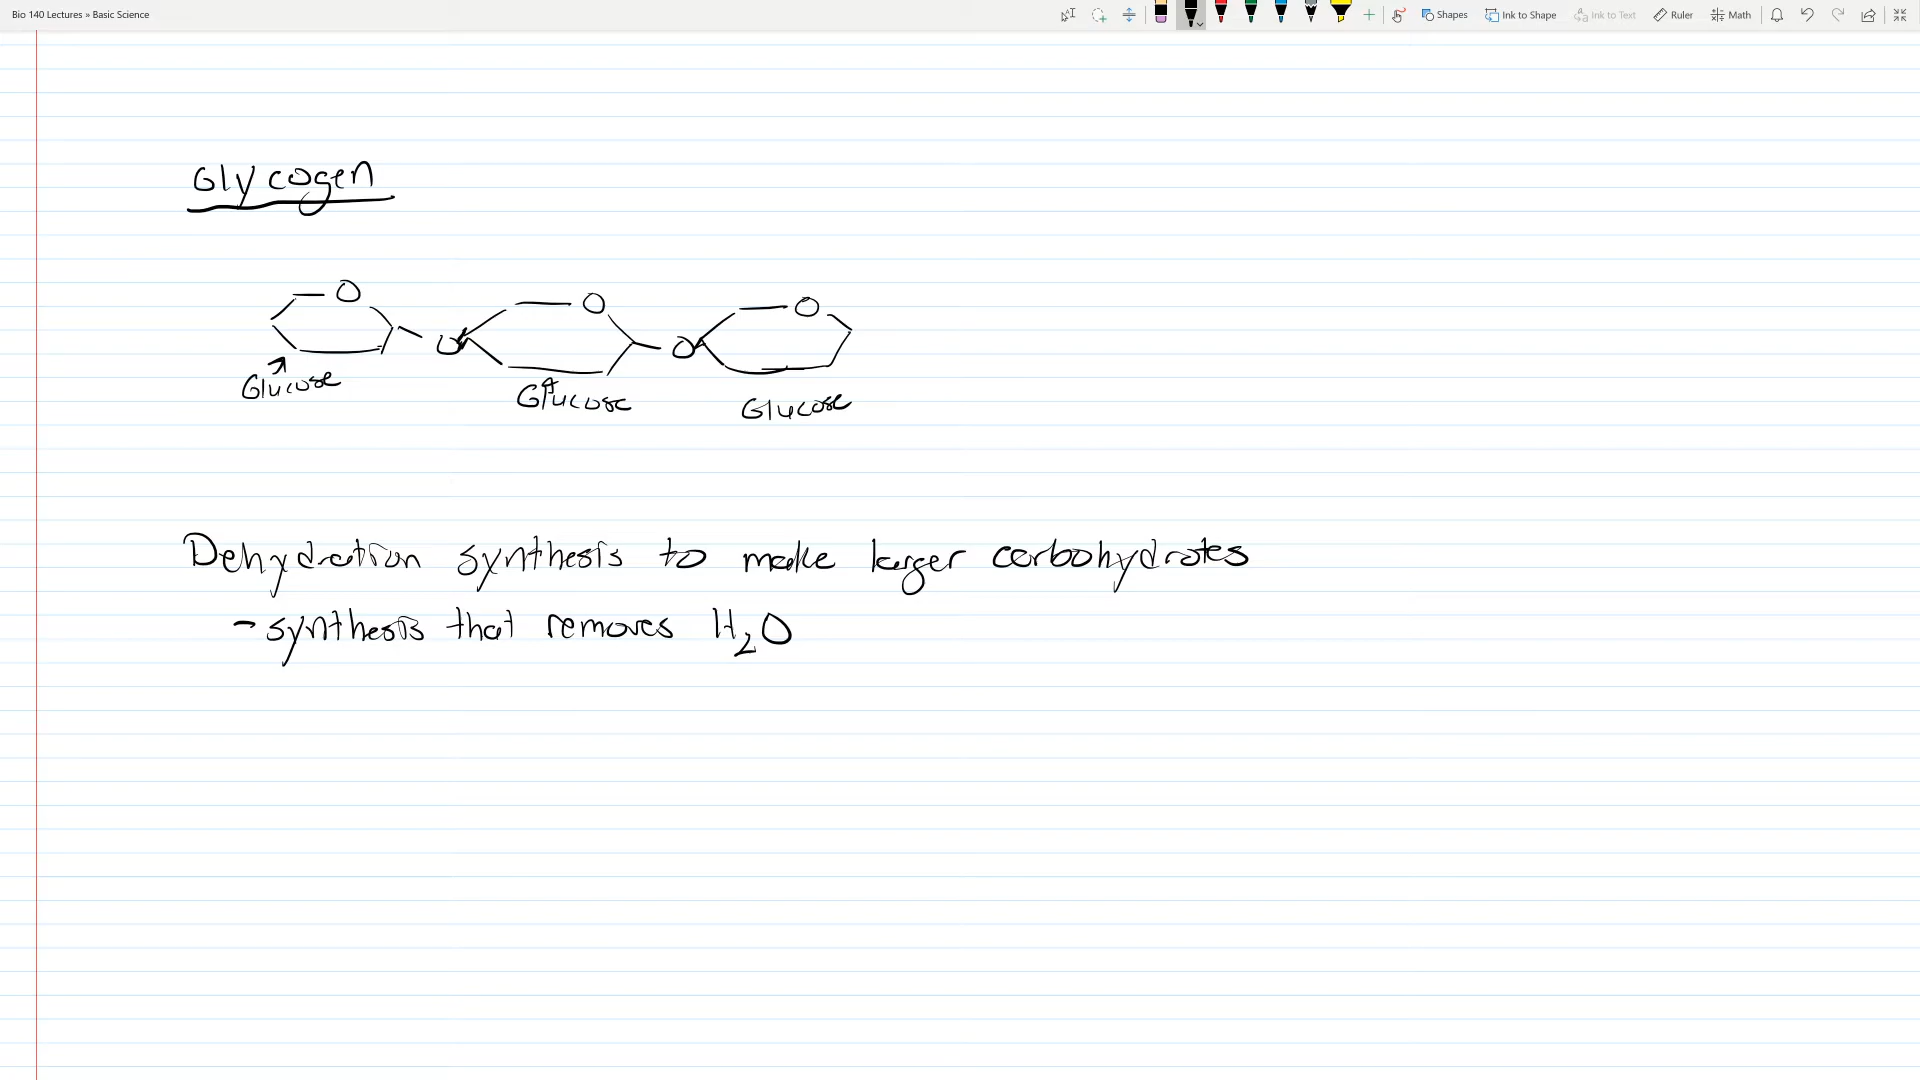 Bio 140 Lectures » Basic Science
Shapes Ink to Shape Ink to Text Ruler Math
Glycogen
O O O
O O
Glucose Glucose Glucose
Dehydration synthesis to make larger carbohydrates
- synthesis that removes H₂O